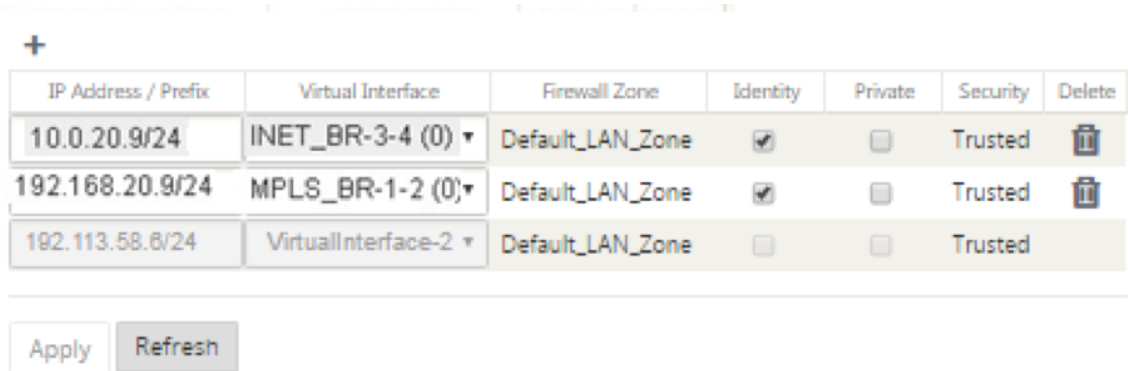 +
IP Address / Prefix Virtual Interface Firewall Zone Identity Private Security Delete
10.0.20.9/24 INET_BR-3-4 (0) Default_LAN_Zone Trusted
192.168.20.9/24 MPLS_BR-1-2 (0) Default_LAN_Zone Trusted
192.113.58.6/24 VirtualInterface-2 Default_LAN_Zone Trusted
Apply Refresh